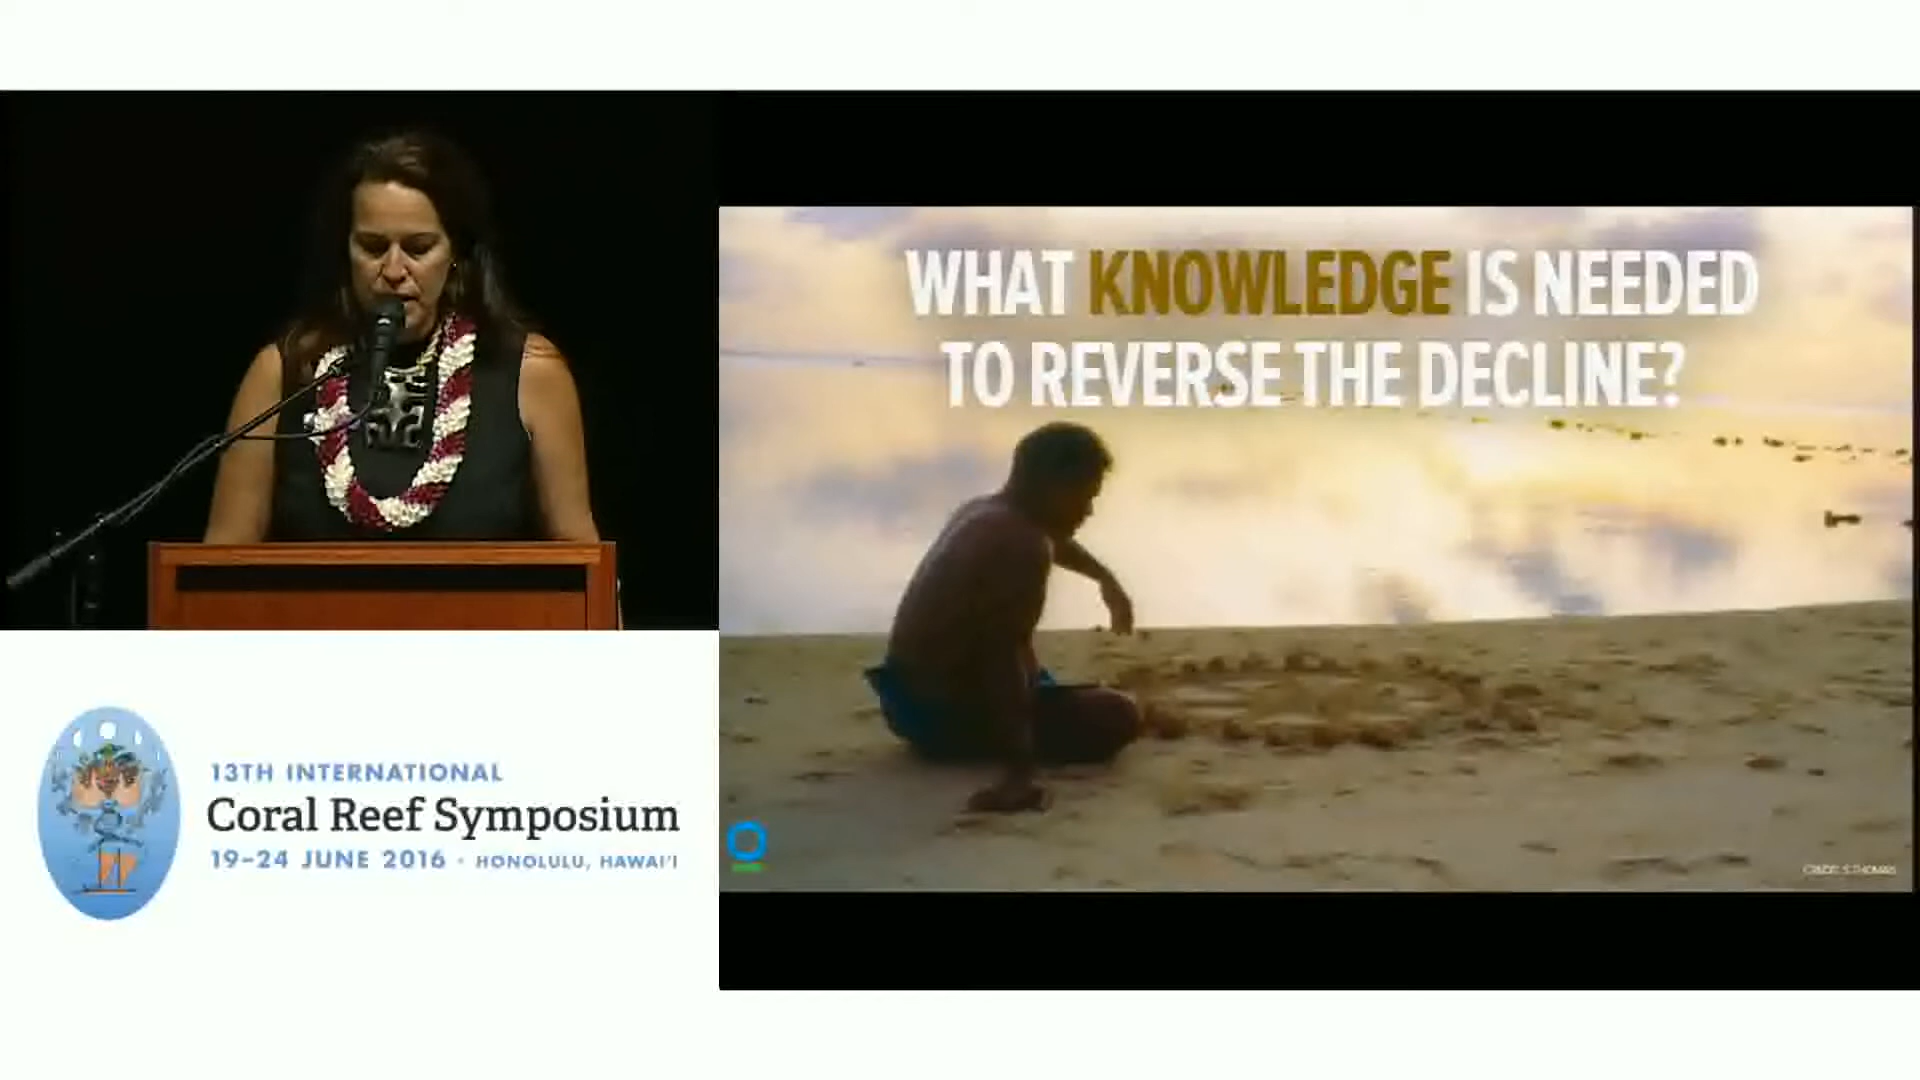 WHAT KNOWLEDGE IS NEEDED
TO REVERSE THE DECLINE?
13TH INTERNATIONAL
Coral Reef Symposium
19-24 JUNE 2016 · HONOLULU, HAWAI'I